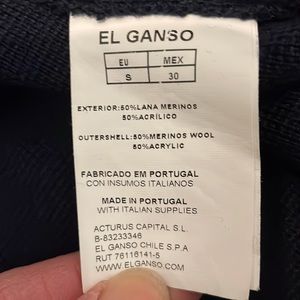 EL GANSO
EU MEX
S 30
EXTERIOR:50%LANA MERINOS
50%ACRÍLICO
OUTERSHELL:50%MERINOS WOOL
50%ACRYLIC
FABRICADO EM PORTUGAL
CON INSUMOS ITALIANOS
MADE IN PORTUGAL
WITH ITALIAN SUPPLIES
ACTURUS CAPITAL S.L.
B-83233346
EL GANSO CHILE S.P.A
RUT 76116141-5
WWW.ELGANSO.COM